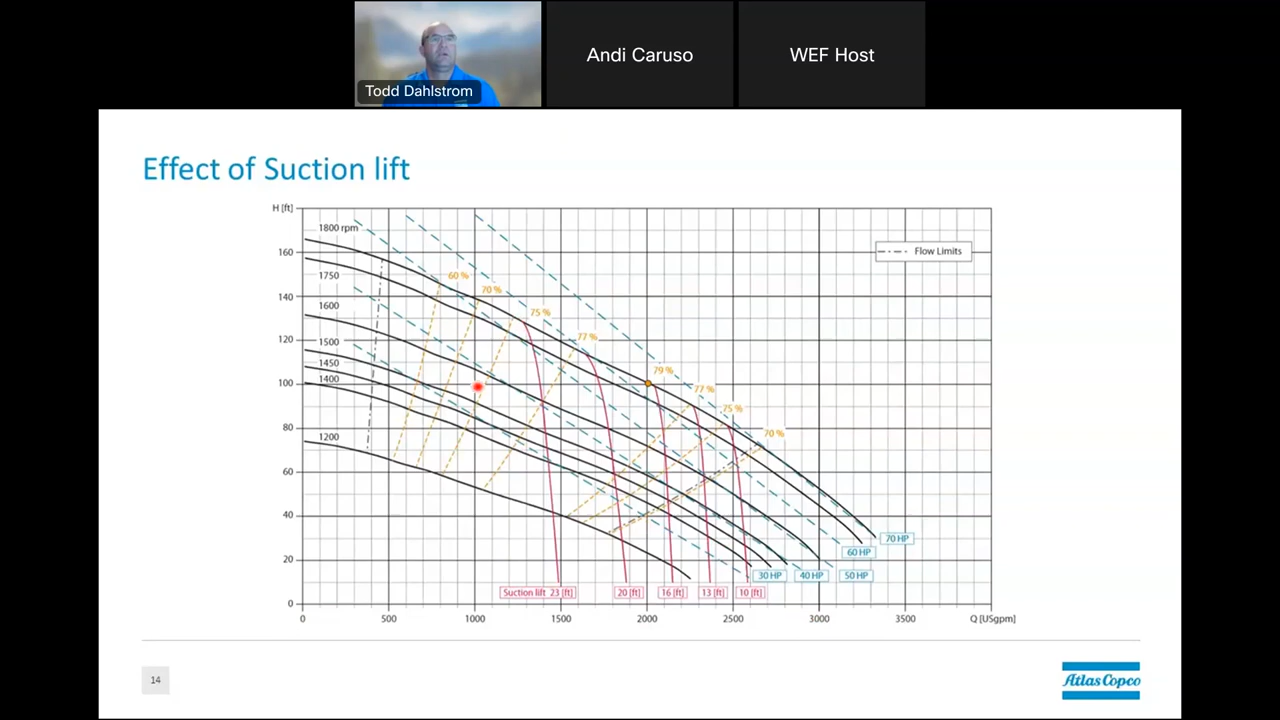 Andi Caruso
WEF Host
Todd Dahlstrom
Effect of Suction lift
H [ft]
1800 rpm
160
Flow Limits
1750
60 %
70 %
140
1600
75 %
120
77 %
1500
1450
79 %
100
1400
77 %
75 %
80
1200
70 %
60
40
70 HP
60 HP
20
30 HP
40 HP
50 HP
Suction lift 23 [ft]
20 [ft]
16 [ft]
13 [ft]
10 [ft]
0
0
500
1000
1500
2000
2500
3000
3500
Q [USgpm]
14
Atlas Copco